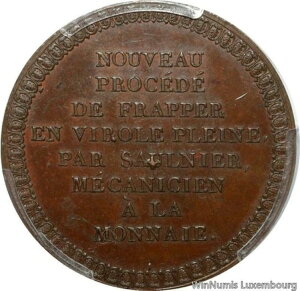 NOUVEAU
PROCÉDÉ
DE FRAPPER
EN VIROLE PLEINE,
PAR SAULNIER,
MÉCANICIEN
À LA
MONNAIE.
WinNumis Luxembourg